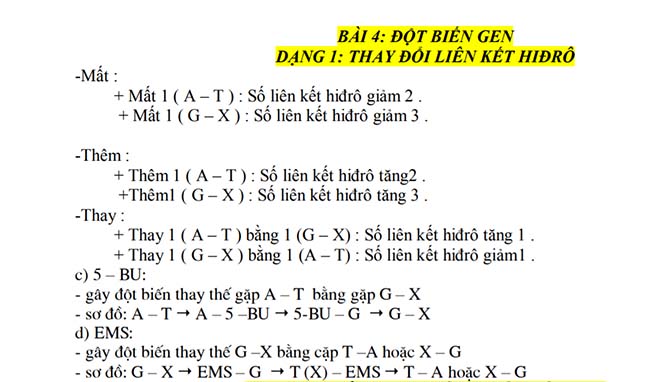 BÀI 4: ĐỘT BIẾN GEN
DẠNG 1: THAY ĐỔI LIÊN KẾT HIĐRÔ
-Mất :
+ Mất 1 ( A – T ) : Số liên kết hiđrô giảm 2 .
+ Mất 1 ( G – X ) : Số liên kết hiđrô giảm 3 .
-Thêm :
+ Thêm 1 ( A – T ) : Số liên kết hiđrô tăng2 .
+Thêm1 ( G – X ) : Số liên kết hiđrô tăng 3 .
-Thay :
+ Thay 1 ( A – T ) bằng 1 (G – X) : Số liên kết hiđrô tăng 1 .
+ Thay 1 ( G – X ) bằng 1 (A – T) : Số liên kết hiđrô giảm1 .
c) 5 – BU:
- gây đột biến thay thế gặp A – T bằng gặp G – X
- sơ đồ: A – T → A – 5 –BU → 5-BU – G → G – X
d) EMS:
- gây đột biến thay thế G –X bằng cặp T –A hoặc X – G
- sơ đồ: G – X → EMS – G → T (X) – EMS → T – A hoặc X – G